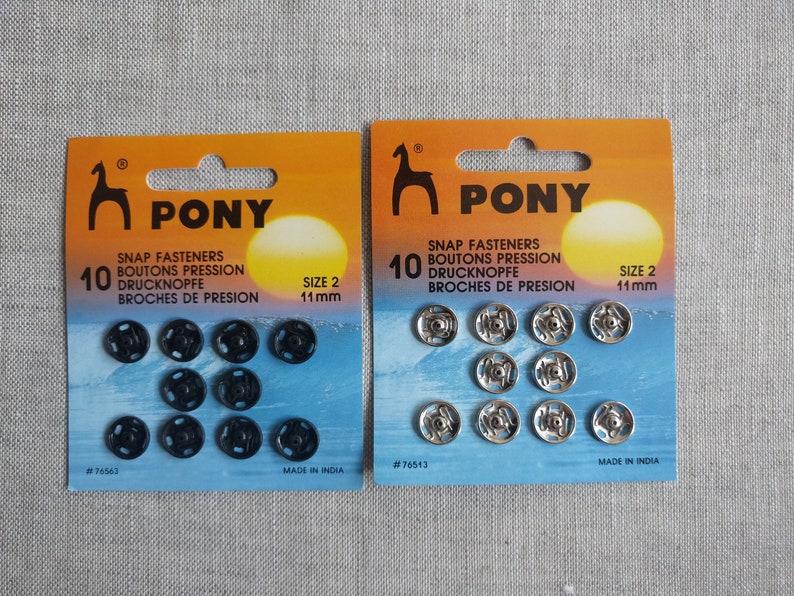 ®
PONY
10
SNAP FASTENERS
BOUTONS PRESSION
DRUCKNOPFE
BROCHES DE PRESION
SIZE 2
11mm
#76563
MADE IN INDIA
®
PONY
10
SNAP FASTENERS
BOUTONS PRESSION
DRUCKNOPFE
BROCHES DE PRESION
SIZE 2
11mm
#76513
MADE IN INDIA